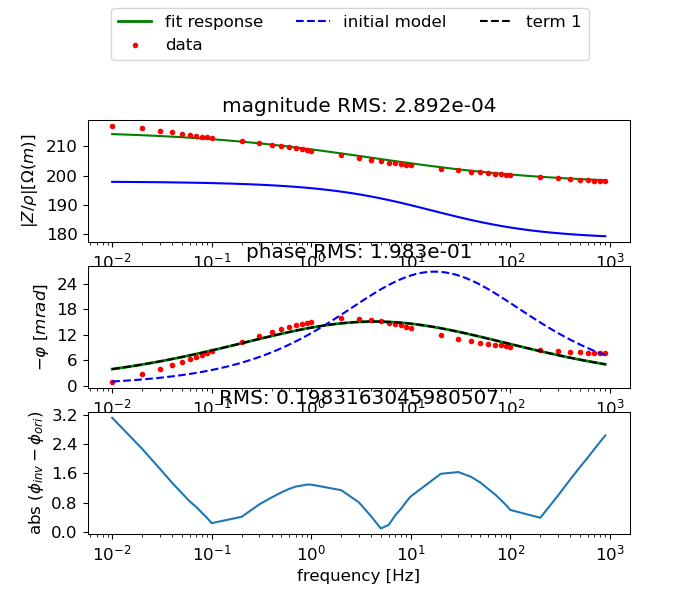 fit response initial model term 1
data
magnitude RMS: 2.892e-04
|Z/ρ|[Ω(m)]
210
200
190
180
10⁻² 10⁻¹ 10⁰ 10¹ 10² 10³
phase RMS: 1.983e-01
−φ [mrad]
24
18
12
6
0
10⁻² 10⁻¹ 10⁰ 10¹ 10² 10³
RMS: 0.1983163045980507
abs (ϕinv − ϕori)
3.2
2.4
1.6
0.8
0.0
10⁻² 10⁻¹ 10⁰ 10¹ 10² 10³
frequency [Hz]